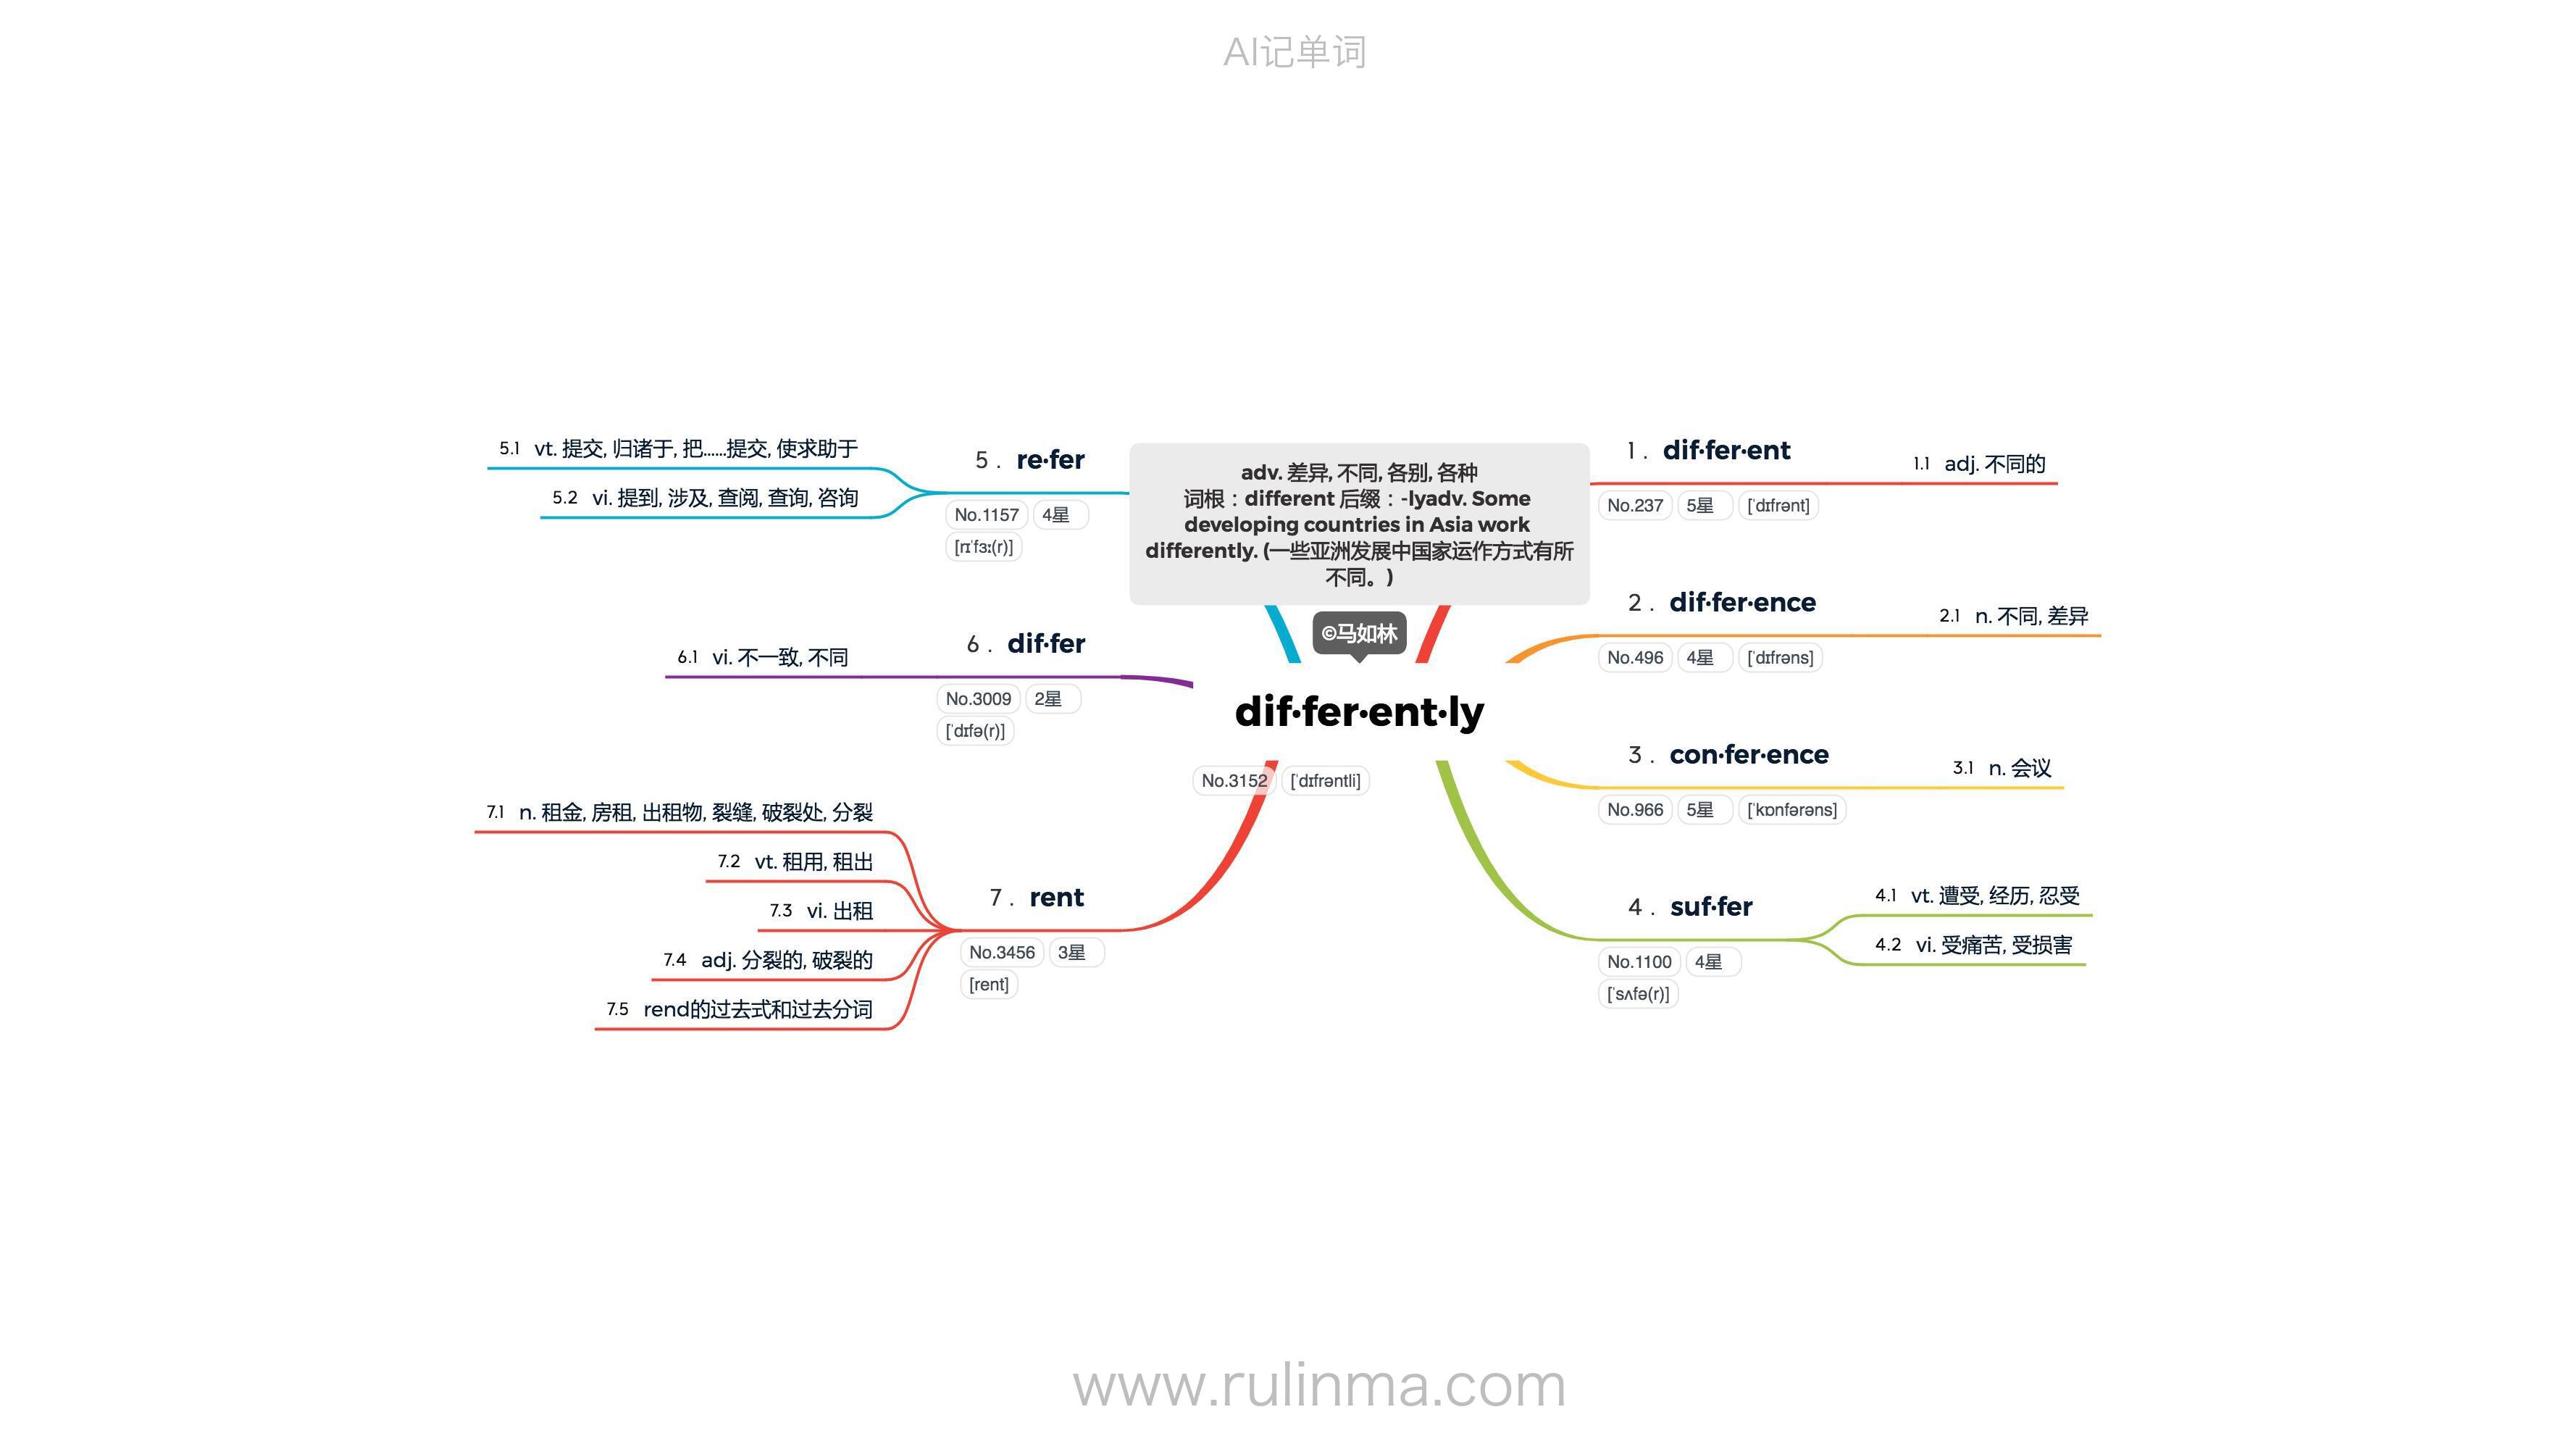 AI记单词
adv. 差异, 不同, 各别, 各种
词根：different 后缀：-lyadv. Some
developing countries in Asia work
differently. (一些亚洲发展中国家运作方式有所
不同。)
©马如林
dif·fer·ent·ly
No.3152 [ˈdɪfrəntli]
1. dif·fer·ent
No.237 5星 [ˈdɪfrənt]
1.1 adj. 不同的
2. dif·fer·ence
No.496 4星 [ˈdɪfrəns]
2.1 n. 不同, 差异
3. con·fer·ence
No.966 5星 [ˈkɒnfərəns]
3.1 n. 会议
4. suf·fer
No.1100 4星
[ˈsʌfə(r)]
4.1 vt. 遭受, 经历, 忍受
4.2 vi. 受痛苦, 受损害
5. re·fer
No.1157 4星
[rɪˈfɜː(r)]
5.1 vt. 提交, 归诸于, 把......提交, 使求助于
5.2 vi. 提到, 涉及, 查阅, 查询, 咨询
6. dif·fer
No.3009 2星
[ˈdɪfə(r)]
6.1 vi. 不一致, 不同
7. rent
No.3456 3星
[rent]
7.1 n. 租金, 房租, 出租物, 裂缝, 破裂处, 分裂
7.2 vt. 租用, 租出
7.3 vi. 出租
7.4 adj. 分裂的, 破裂的
7.5 rend的过去式和过去分词
www.rulinma.com